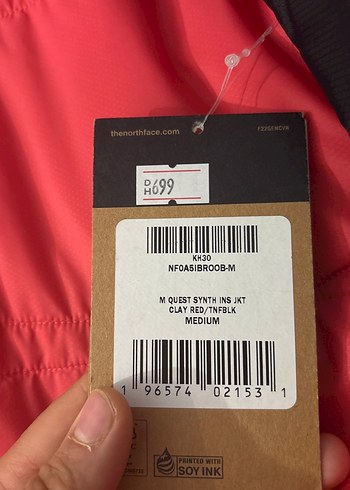 thenorthface.com
DH 699
KH30
NF0A5IBROOB-M
M QUEST SYNTH INS JKT
CLAY RED/TNFBLK
MEDIUM
1 96574 02153 1
PRINTED WITH
SOY INK